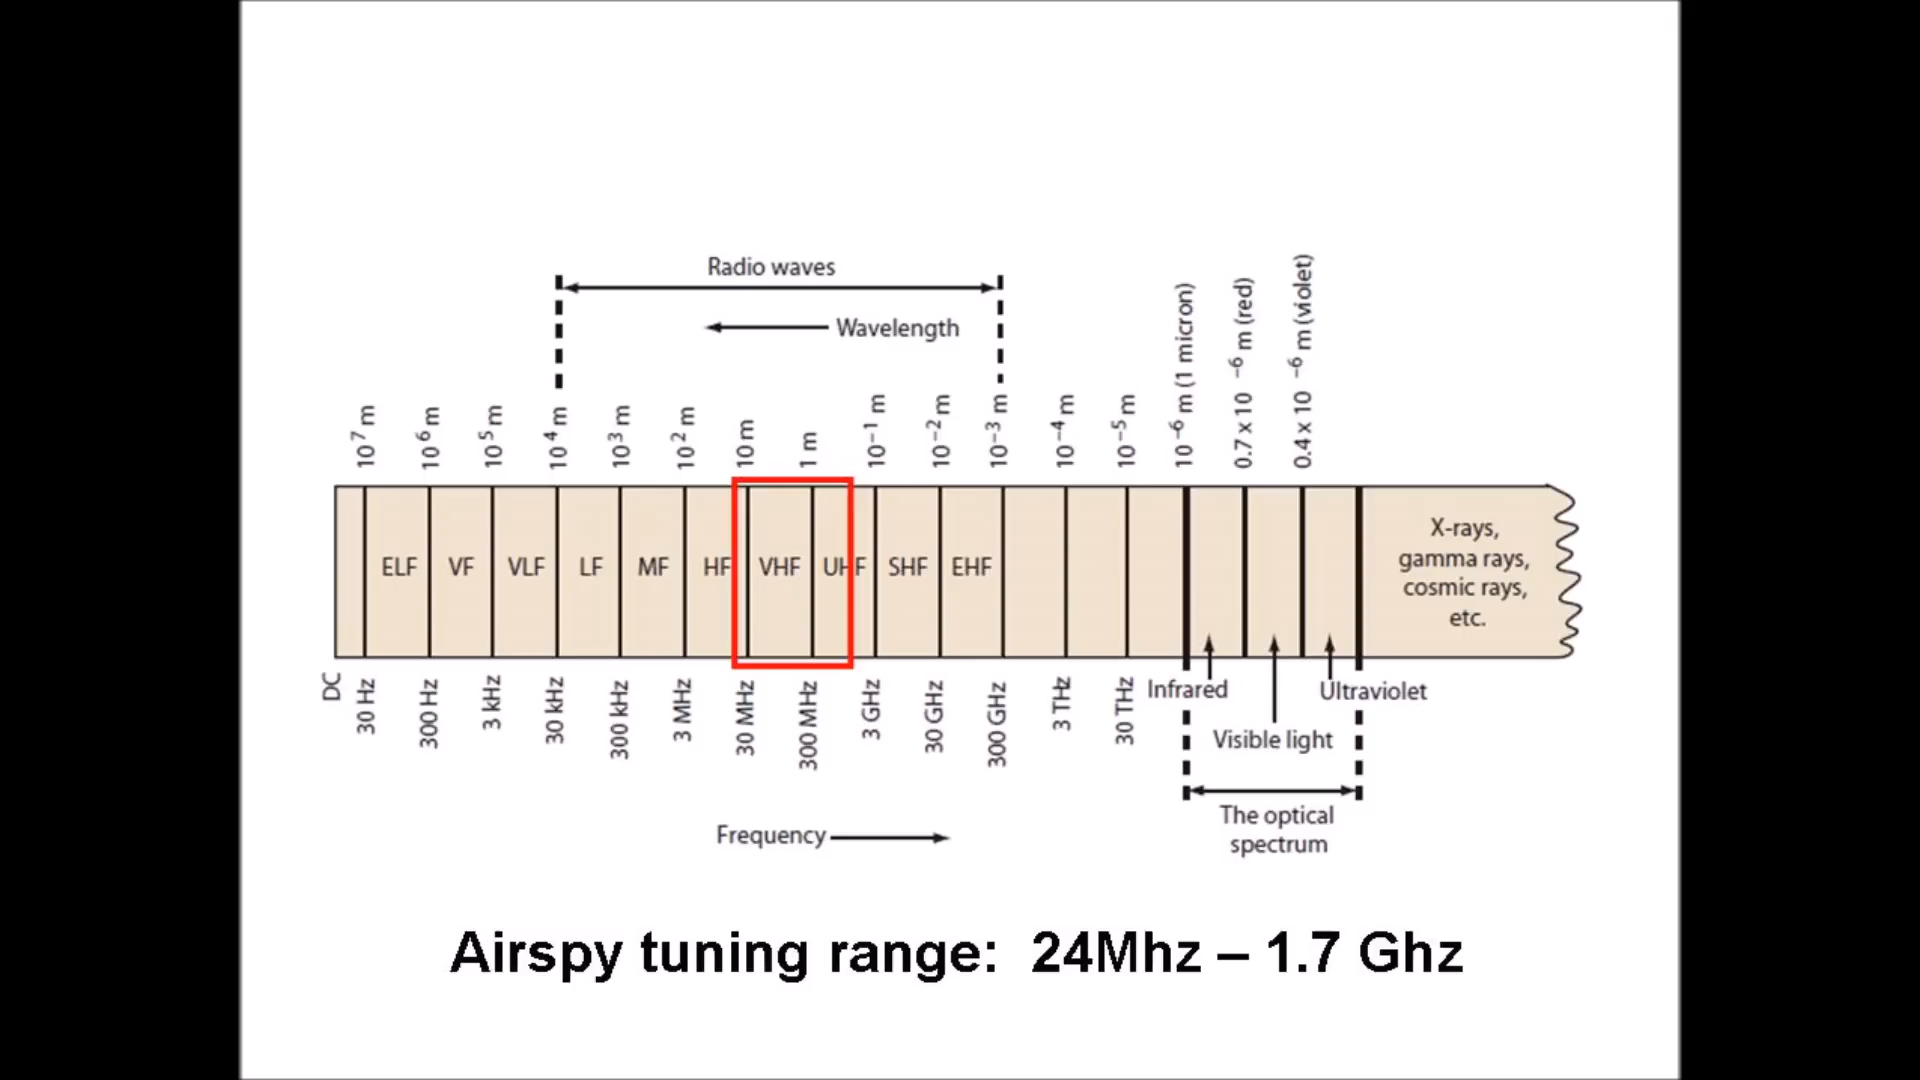 Radio waves
Wavelength
10⁷ m
10⁶ m
10⁵ m
10⁴ m
10³ m
10² m
10 m
1 m
10⁻¹ m
10⁻² m
10⁻³ m
10⁻⁴ m
10⁻⁵ m
10⁻⁶ m (1 micron)
0.7 x 10⁻⁶ m (red)
0.4 x 10⁻⁶ m (violet)
ELF
VF
VLF
LF
MF
HF
VHF
UHF
SHF
EHF
X-rays,
gamma rays,
cosmic rays,
etc.
DC
30 Hz
300 Hz
3 kHz
30 kHz
300 kHz
3 MHz
30 MHz
300 MHz
3 GHz
30 GHz
300 GHz
3 THz
30 THz
Infrared
Visible light
Ultraviolet
The optical
spectrum
Frequency
Airspy tuning range: 24Mhz – 1.7 Ghz